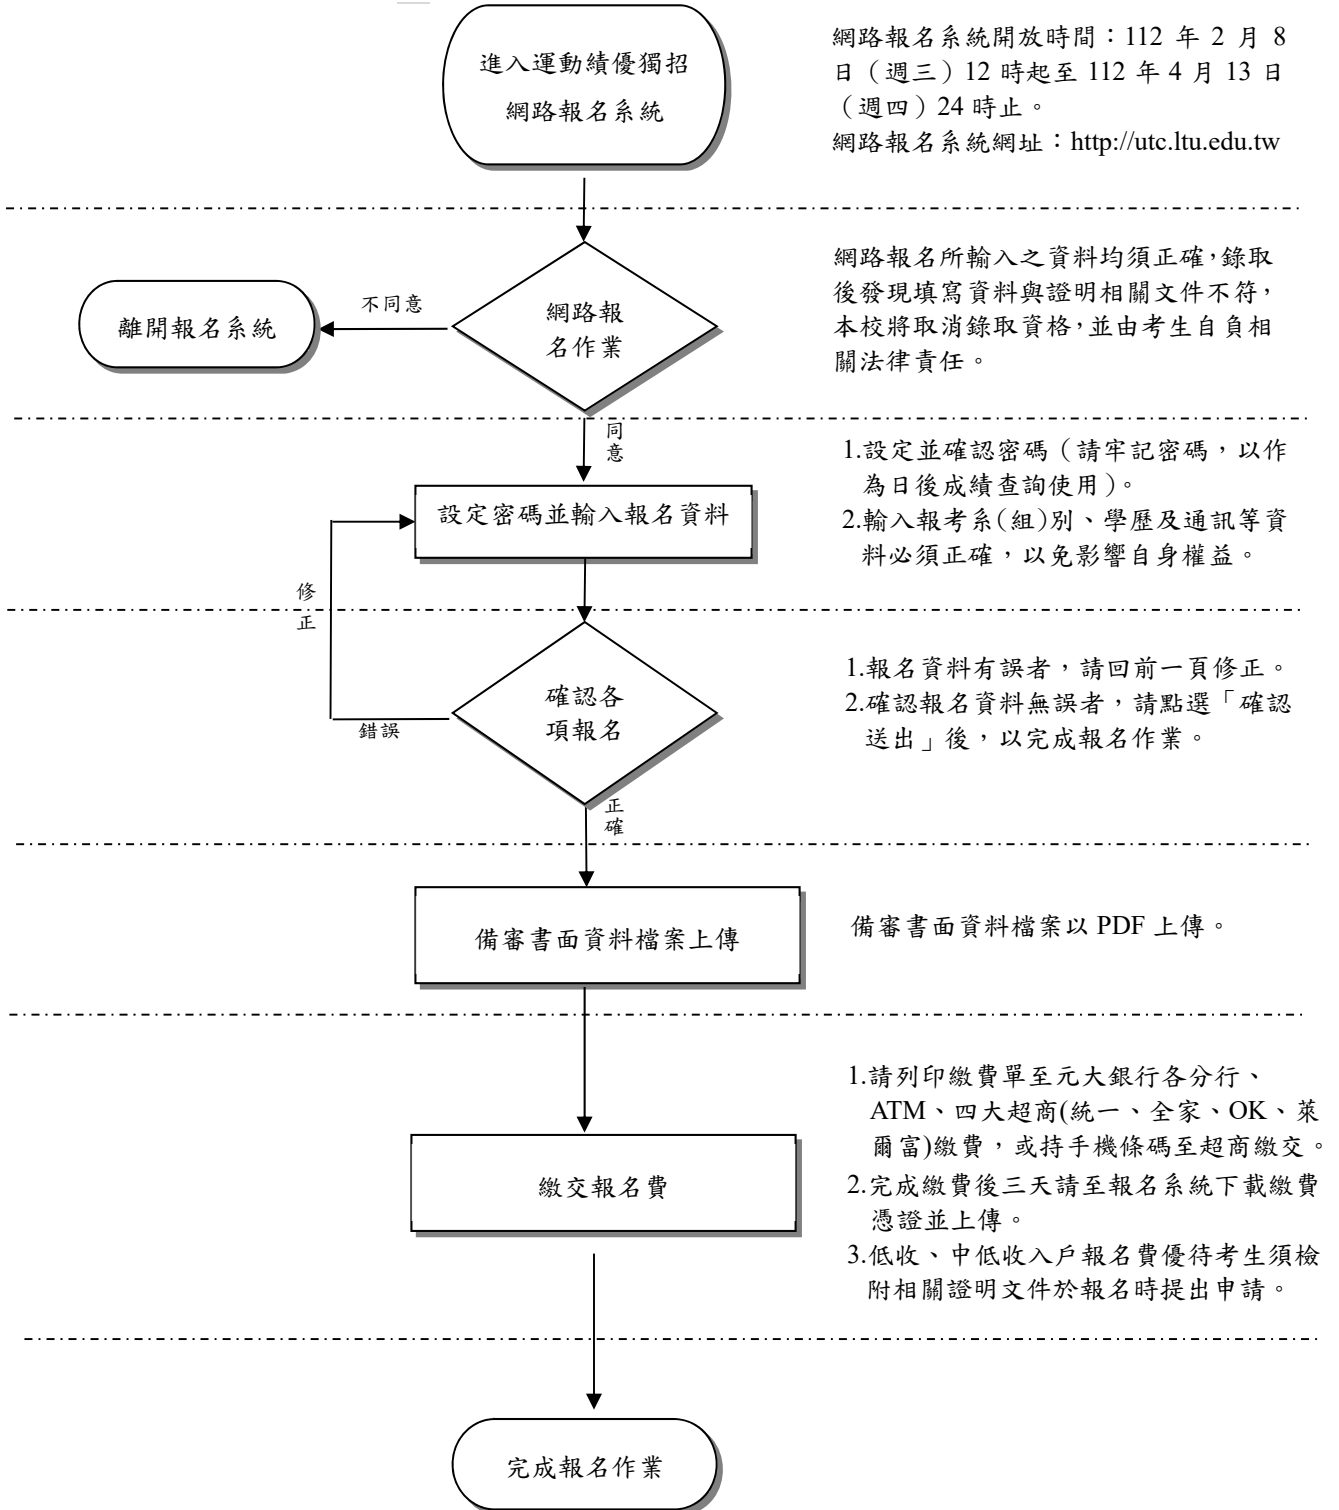 進入運動績優獨招
網路報名系統
網路報名系統開放時間：112 年 2 月 8
日（週三）12 時起至 112 年 4 月 13 日
（週四）24 時止。
網路報名系統網址：http://utc.ltu.edu.tw
離開報名系統
不同意
網路報
名作業
網路報名所輸入之資料均須正確，錄取
後發現填寫資料與證明相關文件不符，
本校將取消錄取資格，並由考生自負相
關法律責任。
同
意
設定密碼並輸入報名資料
1.設定並確認密碼（請牢記密碼，以作
為日後成績查詢使用）。
2.輸入報考系(組)別、學歷及通訊等資
料必須正確，以免影響自身權益。
修
正
錯誤
確認各
項報名
1.報名資料有誤者，請回前一頁修正。
2.確認報名資料無誤者，請點選「確認
送出」後，以完成報名作業。
正
確
備審書面資料檔案上傳
備審書面資料檔案以 PDF 上傳。
繳交報名費
1.請列印繳費單至元大銀行各分行、
ATM、四大超商(統一、全家、OK、萊
爾富)繳費，或持手機條碼至超商繳交。
2.完成繳費後三天請至報名系統下載繳費
憑證並上傳。
3.低收、中低收入戶報名費優待考生須檢
附相關證明文件於報名時提出申請。
完成報名作業